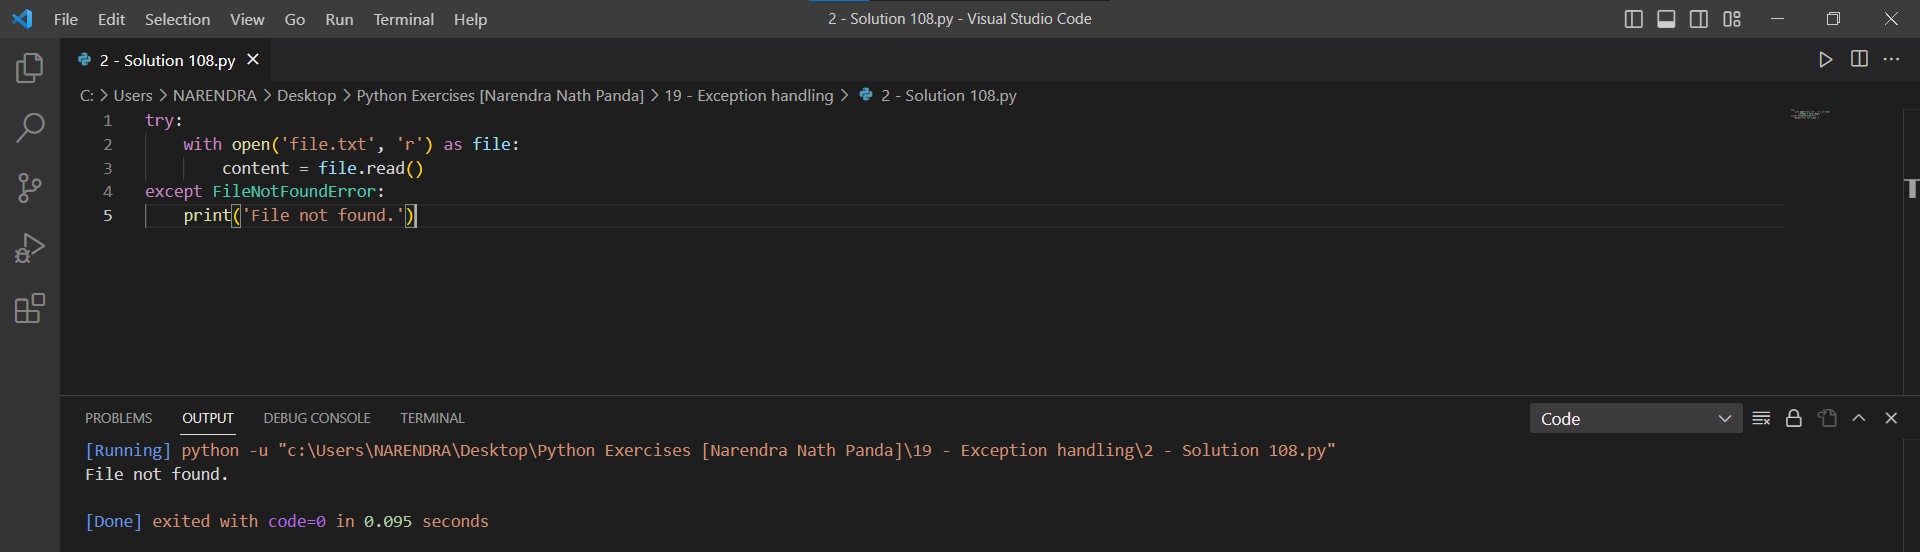 File Edit Selection View Go Run Terminal Help 2 - Solution 108.py - Visual Studio Code
2 - Solution 108.py
C: > Users > NARENDRA > Desktop > Python Exercises [Narendra Nath Panda] > 19 - Exception handling > 2 - Solution 108.py
1 try:
2     with open('file.txt', 'r') as file:
3         content = file.read()
4 except FileNotFoundError:
5     print('File not found.')
PROBLEMS OUTPUT DEBUG CONSOLE TERMINAL Code
[Running] python -u "c:\Users\NARENDRA\Desktop\Python Exercises [Narendra Nath Panda]\19 - Exception handling\2 - Solution 108.py"
File not found.
[Done] exited with code=0 in 0.095 seconds